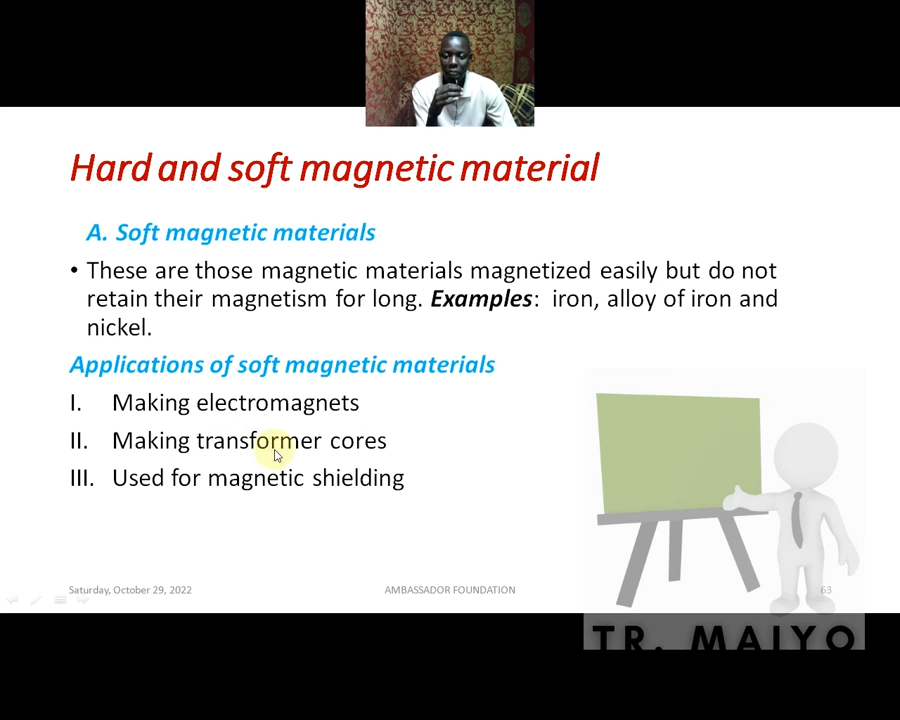 Hard and soft magnetic material
A. Soft magnetic materials
• These are those magnetic materials magnetized easily but do not
retain their magnetism for long. Examples: iron, alloy of iron and
nickel.
Applications of soft magnetic materials
I. Making electromagnets
II. Making transformer cores
III. Used for magnetic shielding
Saturday, October 29, 2022
AMBASSADOR FOUNDATION
63
TR. MAIYO